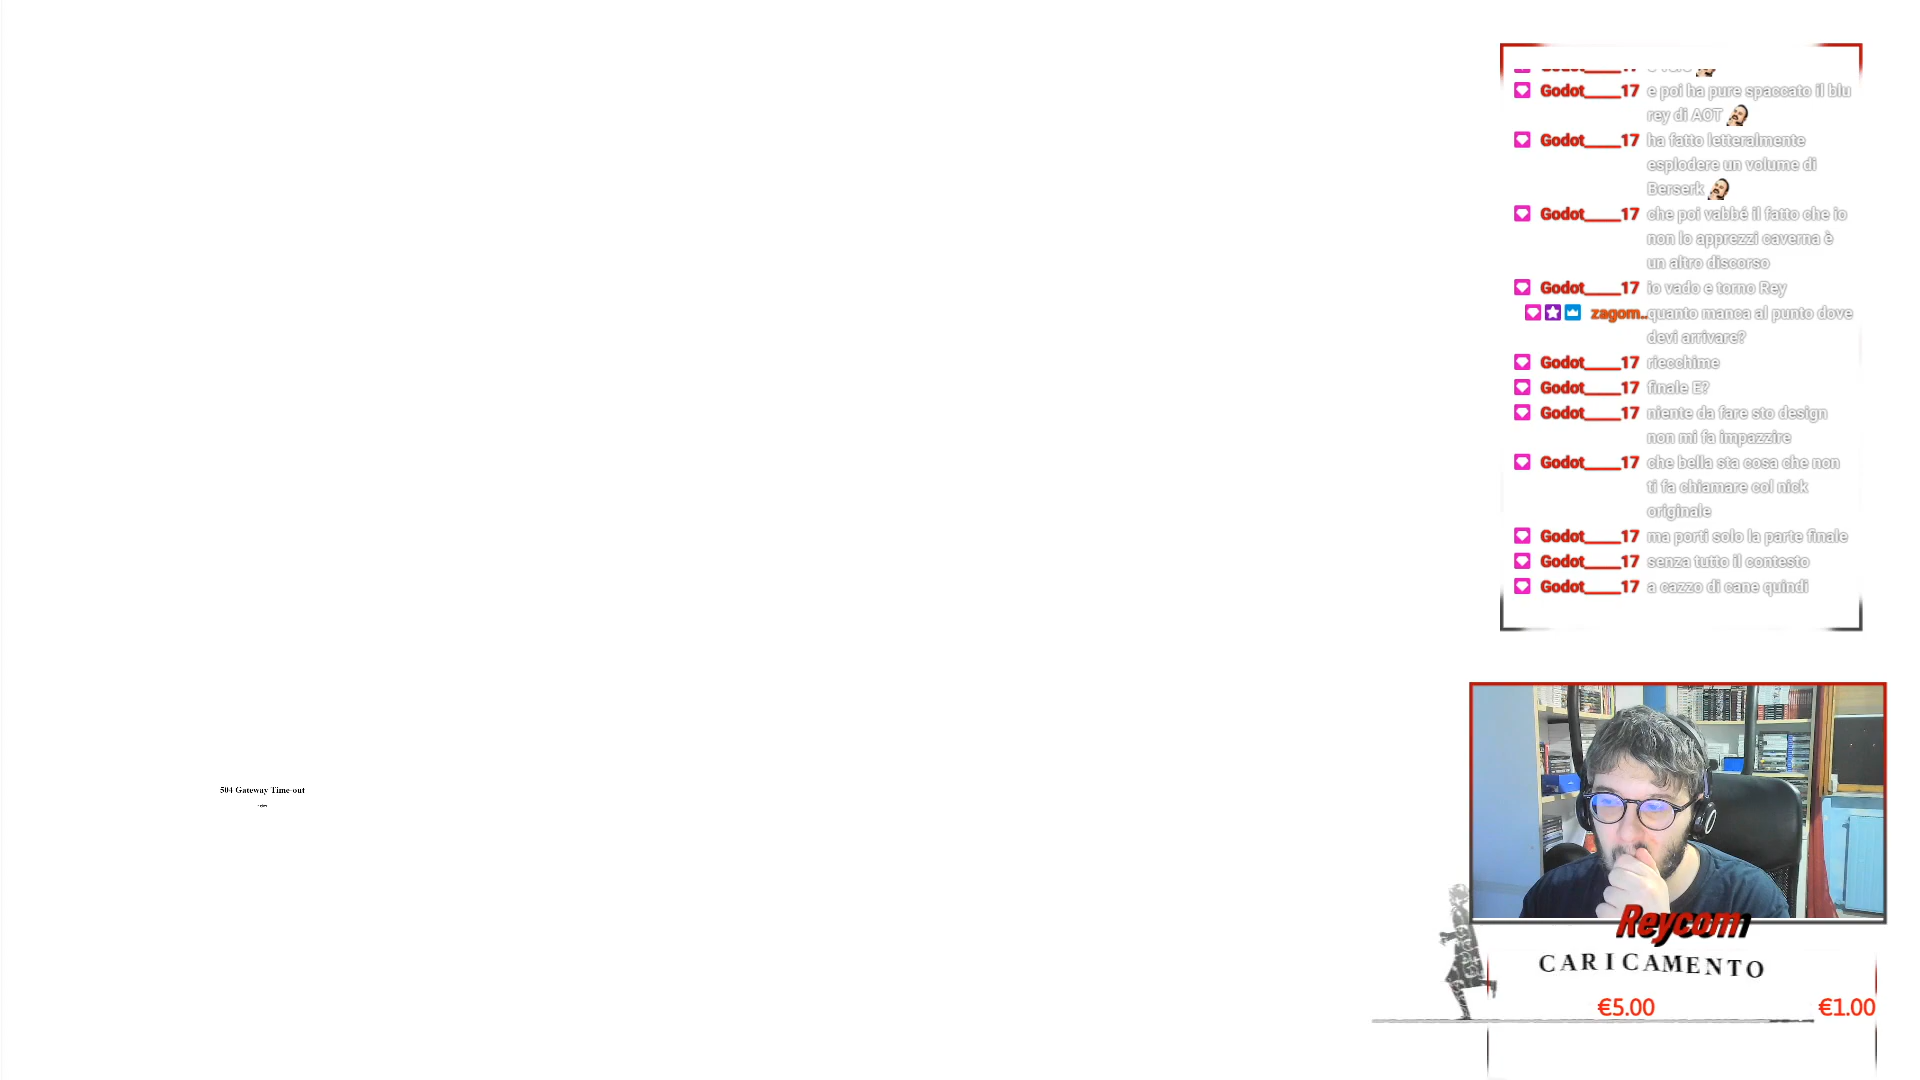 Godot____17 e poi ha pure spaccato il blu
rey di AOT
Godot____17 ha fatto letteralmente
esplodere un volume di
Berserk
Godot____17 che poi vabbé il fatto che io
non lo apprezzi caverna è
un altro discorso
Godot____17 io vado e torno Rey
zagom.. quanto manca al punto dove
devi arrivare?
Godot____17 riecchime
Godot____17 finale E?
Godot____17 niente da fare sto design
non mi fa impazzire
Godot____17 che bella sta cosa che non
ti fa chiamare col nick
originale
Godot____17 ma porti solo la parte finale
Godot____17 senza tutto il contesto
Godot____17 a cazzo di cane quindi
504 Gateway Time-out
Reycom
CARICAMENTO
€5.00 €1.00